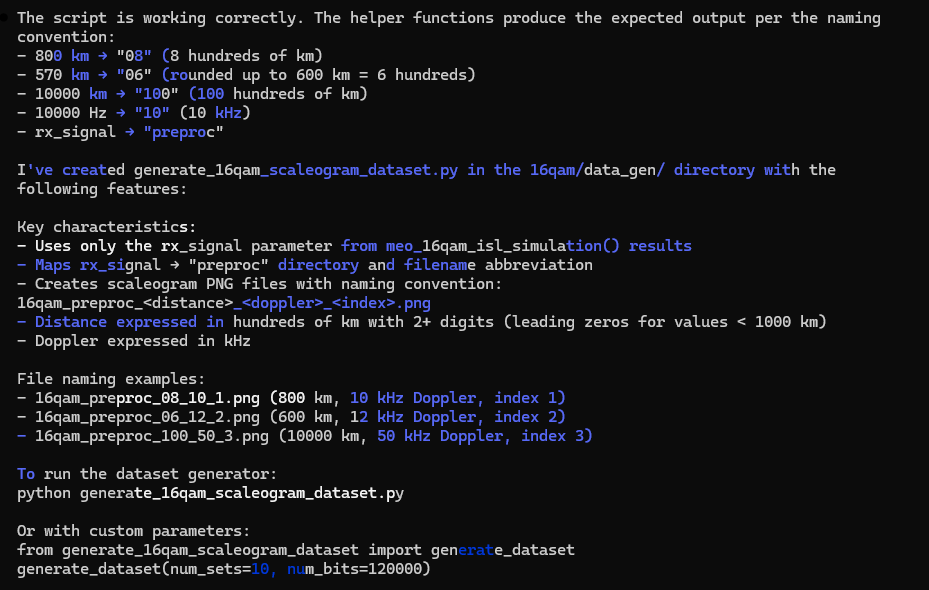 The script is working correctly. The helper functions produce the expected output per the naming
convention:
- 800 km → "08" (8 hundreds of km)
- 570 km → "06" (rounded up to 600 km = 6 hundreds)
- 10000 km → "100" (100 hundreds of km)
- 10000 Hz → "10" (10 kHz)
- rx_signal → "preproc"
I've created generate_16qam_scaleogram_dataset.py in the 16qam/data_gen/ directory with the
following features:
Key characteristics:
- Uses only the rx_signal parameter from meo_16qam_isl_simulation() results
- Maps rx_signal → "preproc" directory and filename abbreviation
- Creates scaleogram PNG files with naming convention:
16qam_preproc_<distance>_<doppler>_<index>.png
- Distance expressed in hundreds of km with 2+ digits (leading zeros for values < 1000 km)
- Doppler expressed in kHz
File naming examples:
- 16qam_preproc_08_10_1.png (800 km, 10 kHz Doppler, index 1)
- 16qam_preproc_06_12_2.png (600 km, 12 kHz Doppler, index 2)
- 16qam_preproc_100_50_3.png (10000 km, 50 kHz Doppler, index 3)
To run the dataset generator:
python generate_16qam_scaleogram_dataset.py
Or with custom parameters:
from generate_16qam_scaleogram_dataset import generate_dataset
generate_dataset(num_sets=10, num_bits=120000)